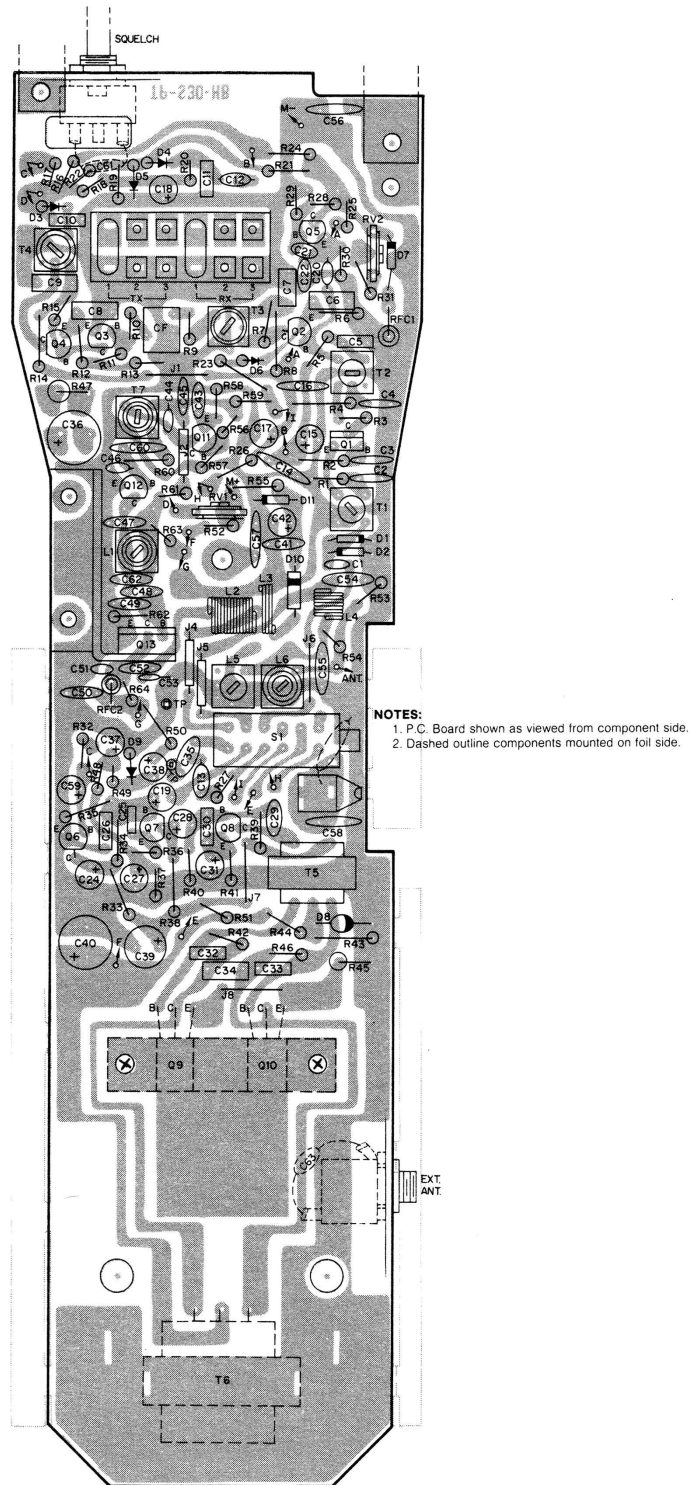 SQUELCH
TP-230-HB
M-
C56
R24
R21
B
C
R17
R16
R22
C51
R18
R19
D4
D5
C18
R20
C11
C12
D
D3
C10
T4
C9
R29
R28
R25
C
B Q5
E
A
RV2
D7
C21
C22
C20
R30
C7
C6
R31
RFC1
1 2 3 1 2 3
TX RX
R15
C8
R10
CF
R9
T3
R7
Q2
R6
R5
C5
E
C Q4
B
E
Q3 B
C
R14
R12
R11
R13
J1
R23
D6
A
R8
T2
R47
T7
C44
C45
C43
R58
R59
C16
R4
C4
R3
I
C36
Q11
R56
C17
B
C15
Q1
E B
C
C60
C46
J2
R60
R57
R26
C14
R2
C3
C2
R1
E Q12 B
C
R61
H
M+
RV1
R55
D11
T1
D
C47
R63
F
R52
C57
C42
C41
D1
D2
L1
G
D10
C1
C54
C62
C48
C49
L2
L3
L4
R53
R62
E C B
Q13
J4
J5
J6
R54
C51
C52
C53
L5
L6
C55
ANT.
C50
RFC2
R64
TP
G
S1
NOTES:
1. P.C. Board shown as viewed from component side.
2. Dashed outline components mounted on foil side.
R32
C37
D9
R50
C35
C38
C13
R27
I
H
C59
R48
R49
C19
E
R35
C25
C26
Q7
C28
C30
Q8
C29
C58
Q6
R34
R36
R39
C24
C27
R37
C31
T5
R40
R41
J7
R33
R38
E
R51
R44
D8
R43
C40
F
C39
R42
R46
R45
C32
C34
C33
J8
B C E B C E
Q9
Q10
C63
EXT.
ANT.
T6